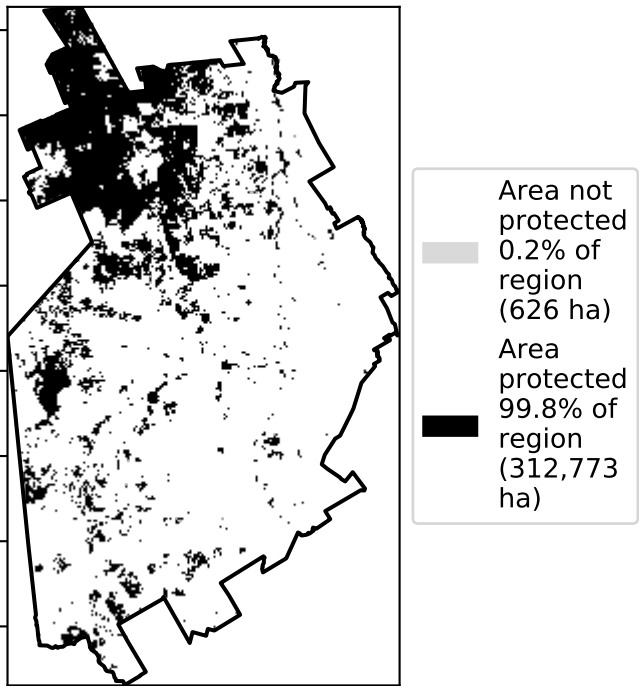 Area not
protected
0.2% of
region
(626 ha)
Area
protected
99.8% of
region
(312,773
ha)